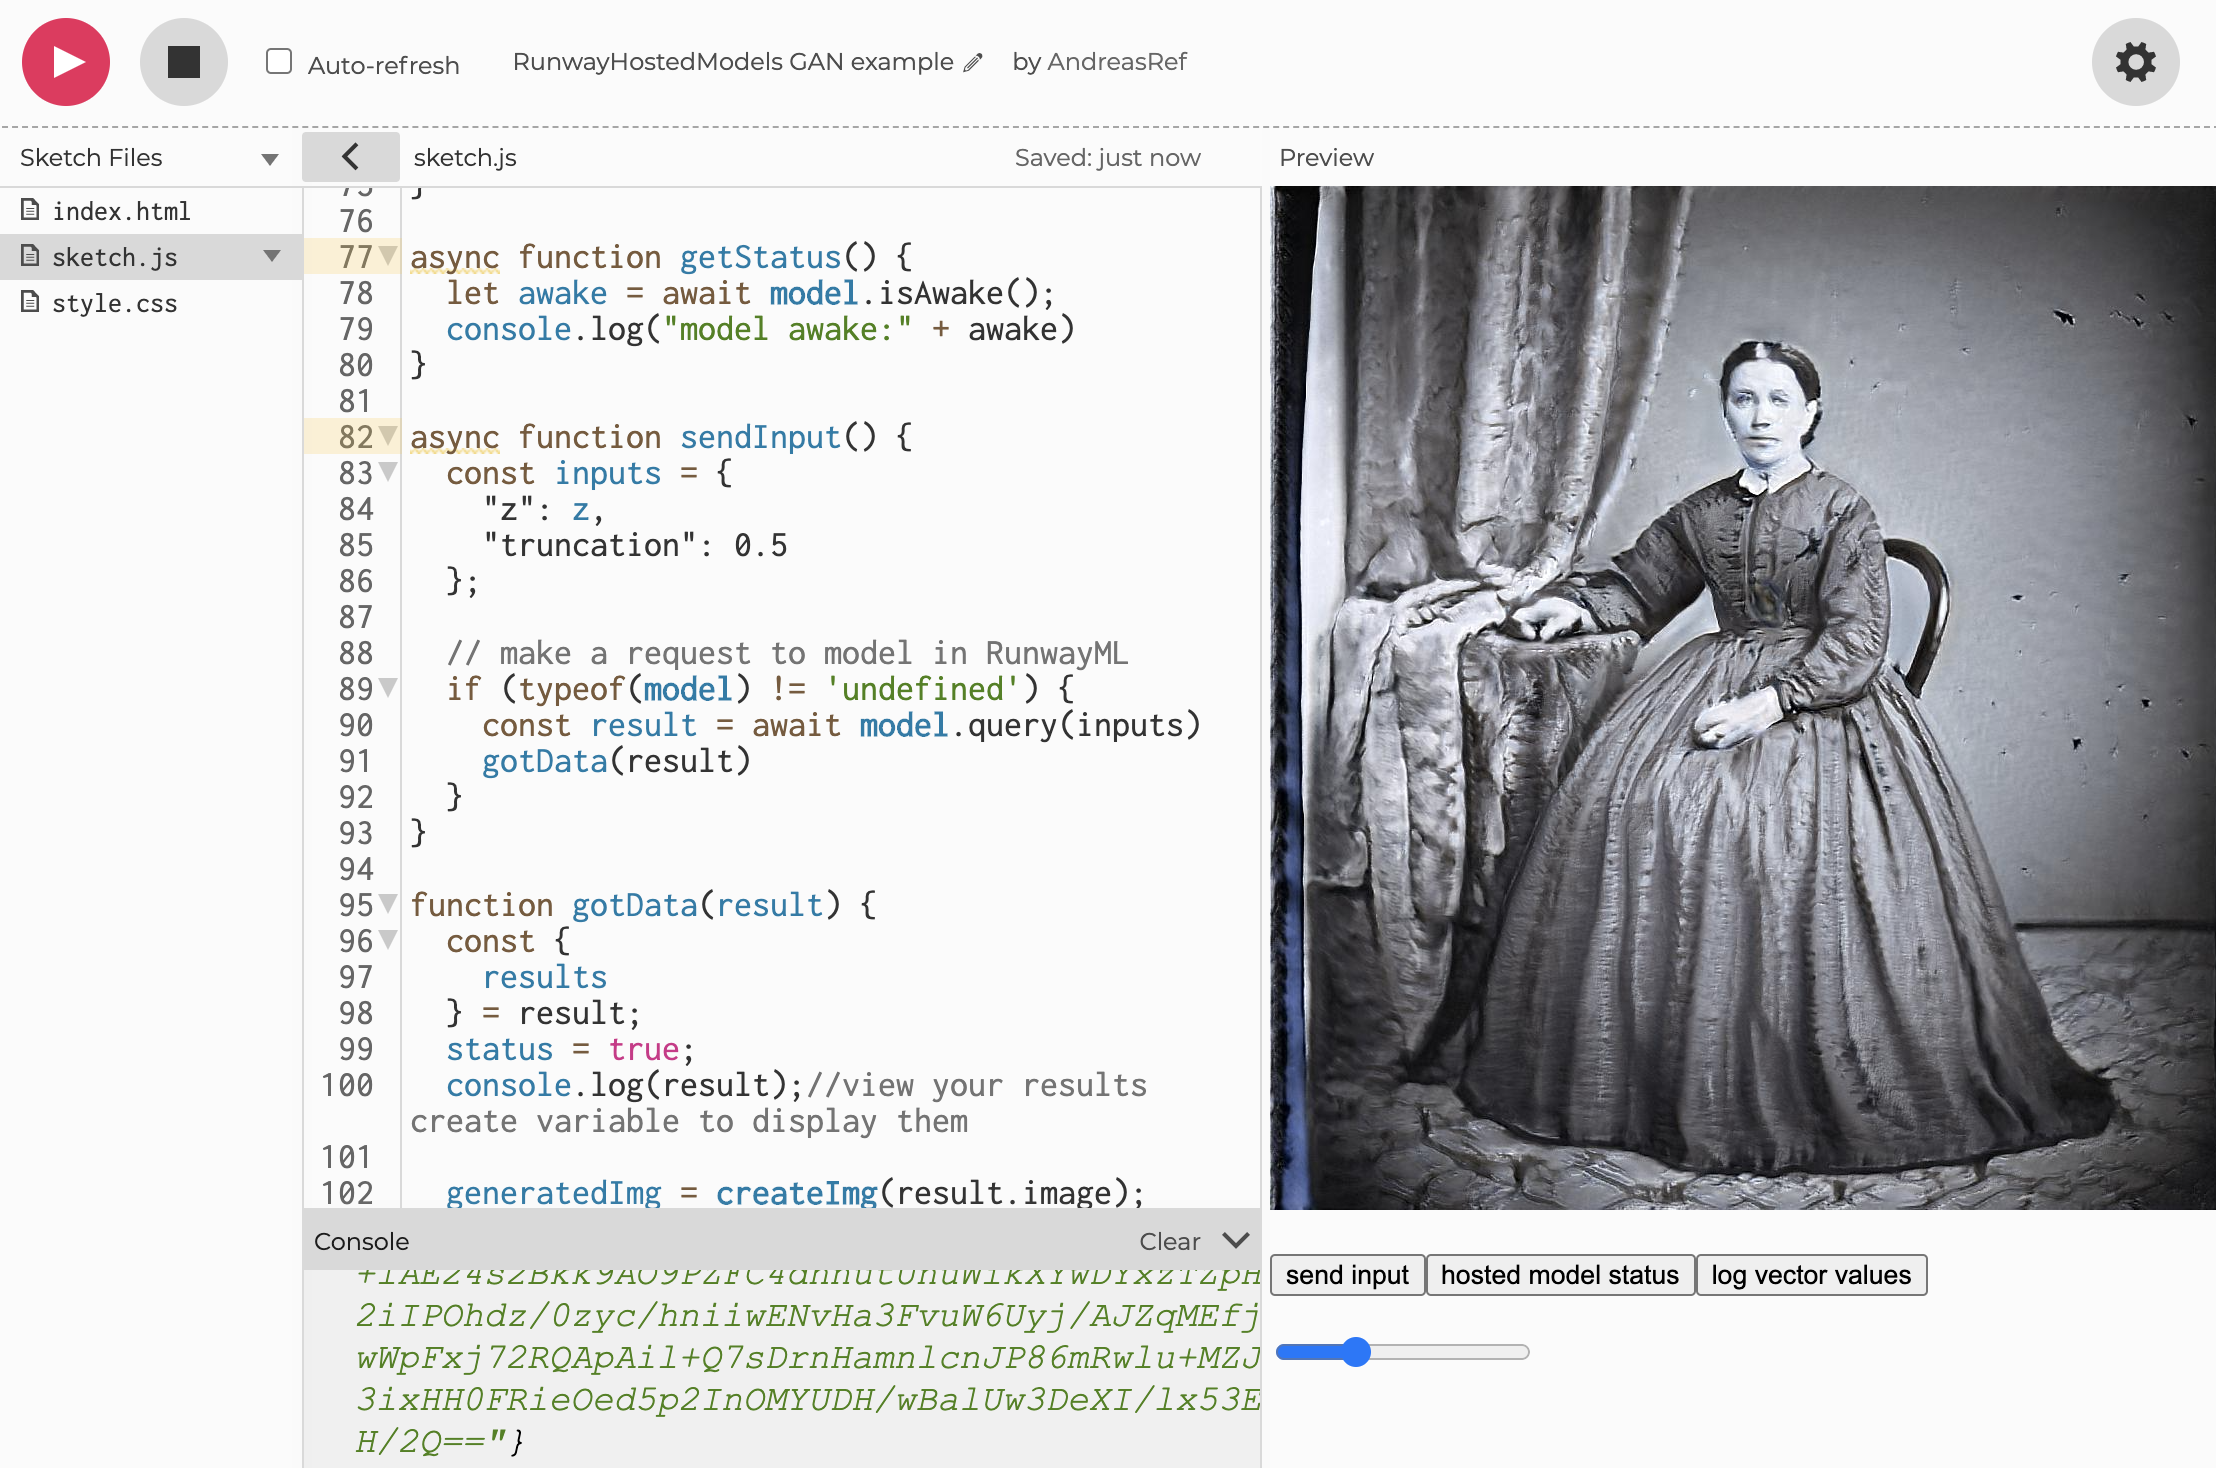 Auto-refresh
RunwayHostedModels GAN example
by AndreasRef
Sketch Files
sketch.js
Saved: just now
Preview
index.html
sketch.js
style.css
75 }
76
77 async function getStatus() {
78 let awake = await model.isAwake();
79 console.log("model awake:" + awake)
80 }
81
82 async function sendInput() {
83 const inputs = {
84 "z": z,
85 "truncation": 0.5
86 };
87
88 // make a request to model in RunwayML
89 if (typeof(model) != 'undefined') {
90 const result = await model.query(inputs)
91 gotData(result)
92 }
93 }
94
95 function gotData(result) {
96 const {
97 results
98 } = result;
99 status = true;
100 console.log(result);//view your results
create variable to display them
101
102 generatedImg = createImg(result.image);
Console
Clear
2iIPOhdz/0zyc/hniiwENvHa3FvuW6Uyj/AJZqMEfj
wWpFxj72RQApAil+Q7sDrnHamnlcnJP86mRwlu+MZJ
3ixHH0FRieOed5p2InOMYUDH/wBalUw3DeXI/lx53E
H/2Q=="}
send input
hosted model status
log vector values